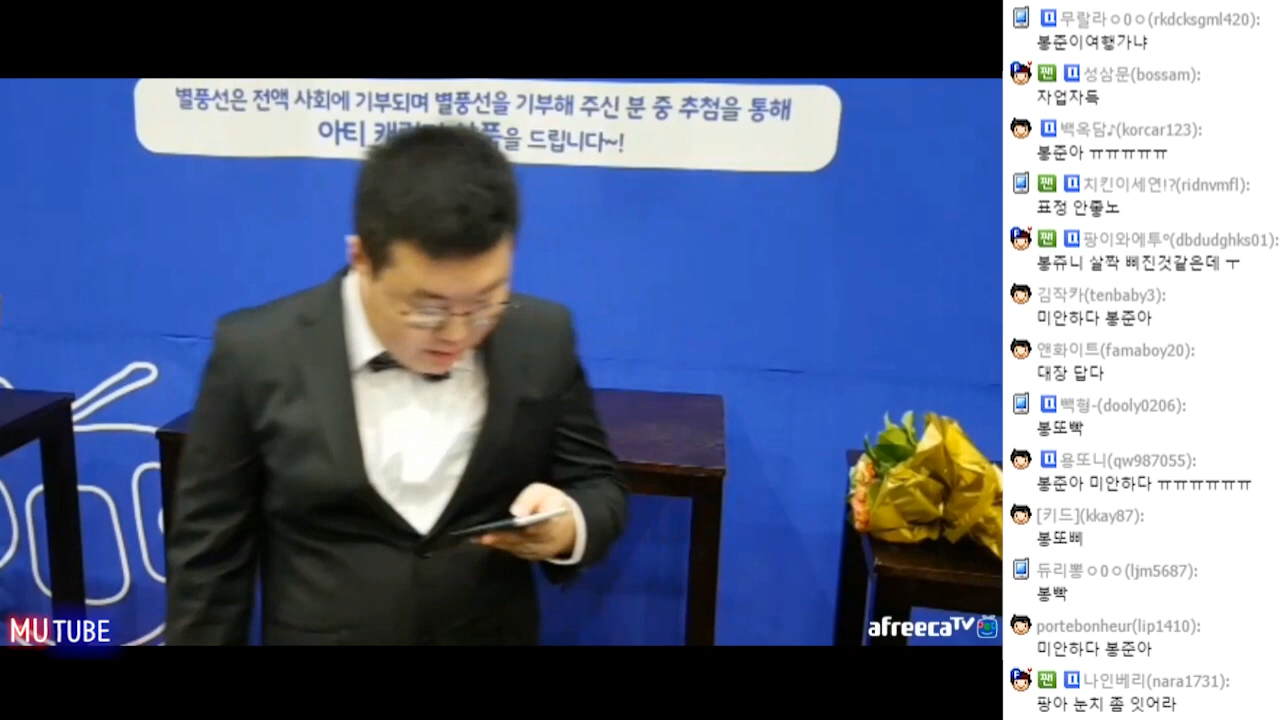 별풍선은 전액 사회에 기부되며 별풍선을 기부해 주신 분 중 추첨을 통해
아티 을 드립니다~!
MUTUBE
afreecaTV
무랄라ㅇ0ㅇ(rkdcksgml420):
봉준이여행가냐
짼 성삼문(bossam):
자업자득
백옥담♪(korcar123):
봉준아 ㅠㅠㅠㅠㅠ
짼 치킨이세연!?(ridnvmfl):
표정 안좋노
짼 팡이와에투º(dbdudghks01):
봉쥬니 살짝 삐진것같은데 ㅜ
김작카(tenbaby3):
미안하다 봉준아
앤화이트(famaboy20):
대장 답다
빽형-(dooly0206):
봉또빡
용또니(qw987055):
봉준아 미안하다 ㅠㅠㅠㅠㅠㅠ
[키드](kkay87):
봉또삐
듀리뽕ㅇ0ㅇ(ljm5687):
봉빡
portebonheur(lip1410):
미안하다 봉준아
짼 나인베리(nara1731):
팡아 눈치 좀 잇어라